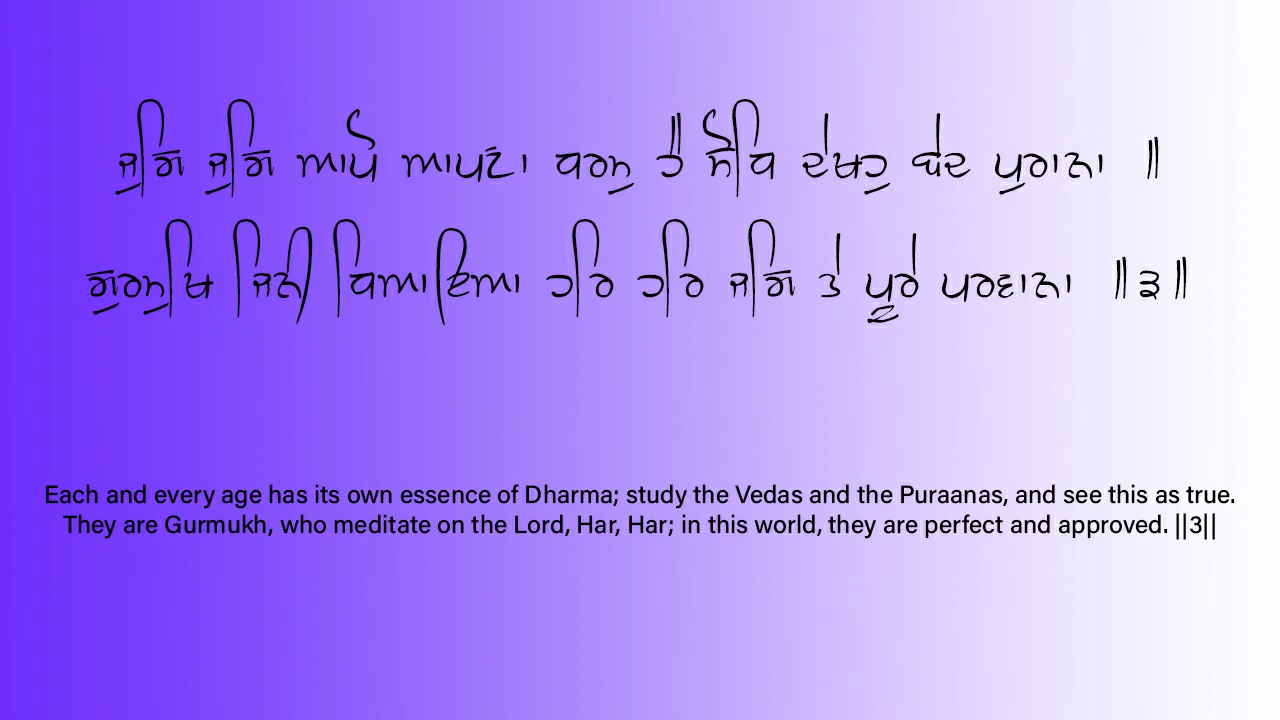 ਜੁਗਿ ਜੁਗਿ ਆਪੋ ਆਪਣਾ ਧਰਮੁ ਹੈ ਸੋਧਿ ਦੇਖਹੁ ਬੇਦ ਪੁਰਾਨਾ ॥
ਗੁਰਮੁਖਿ ਜਿਨੀ ਧਿਆਇਆ ਹਰਿ ਹਰਿ ਜਗਿ ਤੇ ਪੂਰੇ ਪਰਵਾਨਾ ॥੩॥
Each and every age has its own essence of Dharma; study the Vedas and the Puraanas, and see this as true.
They are Gurmukh, who meditate on the Lord, Har, Har; in this world, they are perfect and approved. ||3||